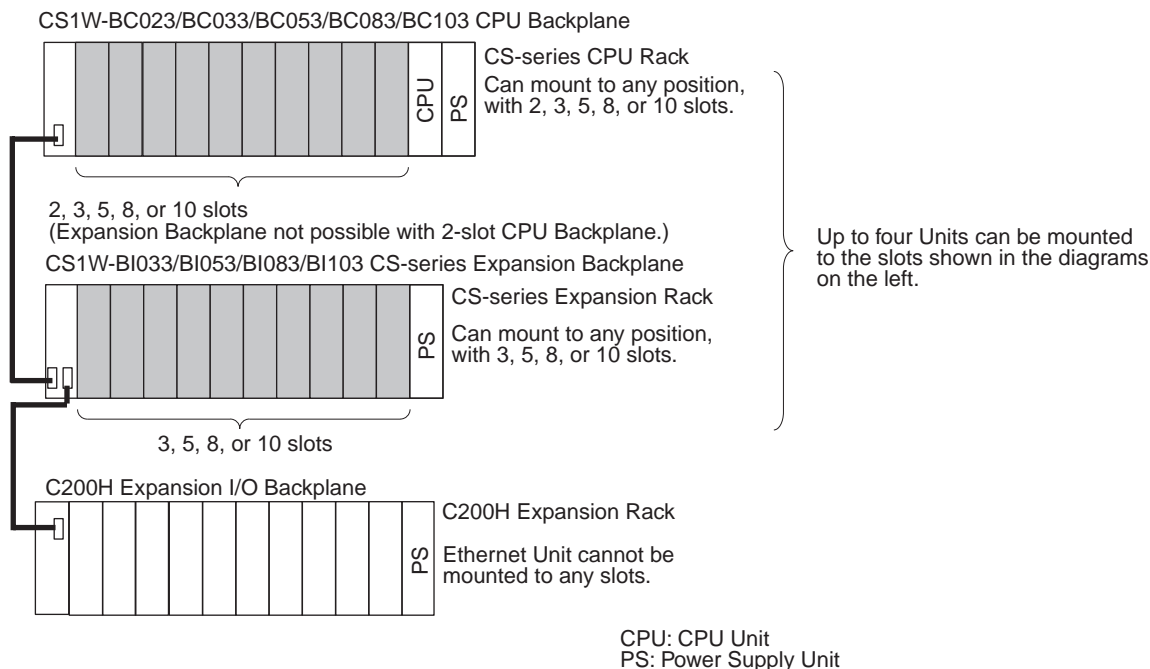 CS1W-BC023/BC033/BC053/BC083/BC103 CPU Backplane
CS-series CPU Rack
Can mount to any position,
with 2, 3, 5, 8, or 10 slots.
CPU
PS
2, 3, 5, 8, or 10 slots
(Expansion Backplane not possible with 2-slot CPU Backplane.)
CS1W-BI033/BI053/BI083/BI103 CS-series Expansion Backplane
CS-series Expansion Rack
Can mount to any position,
with 3, 5, 8, or 10 slots.
PS
3, 5, 8, or 10 slots
Up to four Units can be mounted
to the slots shown in the diagrams
on the left.
C200H Expansion I/O Backplane
C200H Expansion Rack
Ethernet Unit cannot be
mounted to any slots.
PS
CPU: CPU Unit
PS: Power Supply Unit